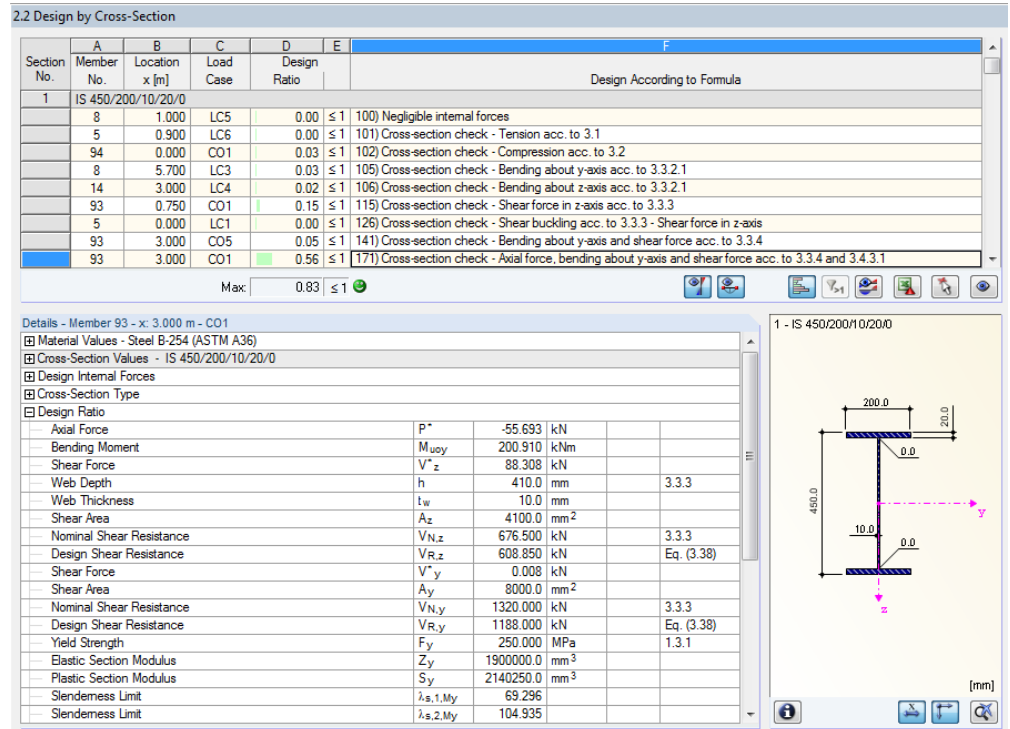 2.2 Design by Cross-Section
A B C D E F
Section Member Location Load Design
No. No. x [m] Case Ratio Design According to Formula
1 IS 450/200/10/20/0
8 1.000 LC5 0.00 ≤ 1 100) Negligible internal forces
5 0.900 LC6 0.00 ≤ 1 101) Cross-section check - Tension acc. to 3.1
94 0.000 CO1 0.03 ≤ 1 102) Cross-section check - Compression acc. to 3.2
8 5.700 LC3 0.03 ≤ 1 105) Cross-section check - Bending about y-axis acc. to 3.3.2.1
14 3.000 LC4 0.02 ≤ 1 106) Cross-section check - Bending about z-axis acc. to 3.3.2.1
93 0.750 CO1 0.15 ≤ 1 115) Cross-section check - Shear force in z-axis acc. to 3.3.3
5 0.000 LC1 0.00 ≤ 1 126) Cross-section check - Shear buckling acc. to 3.3.3 - Shear force in z-axis
93 3.000 CO5 0.05 ≤ 1 141) Cross-section check - Bending about y-axis and shear force acc. to 3.3.4
93 3.000 CO1 0.56 ≤ 1 171) Cross-section check - Axial force, bending about y-axis and shear force acc. to 3.3.4 and 3.4.3.1
Max: 0.83 ≤ 1
Details - Member 93 - x: 3.000 m - CO1
Material Values - Steel B-254 (ASTM A36)
Cross-Section Values - IS 450/200/10/20/0
Design Internal Forces
Cross-Section Type
Design Ratio
Axial Force P* -55.693 kN
Bending Moment Muoy 200.910 kNm
Shear Force V*z 88.308 kN
Web Depth h 410.0 mm 3.3.3
Web Thickness tw 10.0 mm
Shear Area Az 4100.0 mm2
Nominal Shear Resistance VN,z 676.500 kN 3.3.3
Design Shear Resistance VR,z 608.850 kN Eq. (3.38)
Shear Force V*y 0.008 kN
Shear Area Ay 8000.0 mm2
Nominal Shear Resistance VN,y 1320.000 kN 3.3.3
Design Shear Resistance VR,y 1188.000 kN Eq. (3.38)
Yield Strength Fy 250.000 MPa 1.3.1
Elastic Section Modulus Zy 1900000.0 mm3
Plastic Section Modulus Sy 2140250.0 mm3
Slenderness Limit λs,1,My 69.296
Slenderness Limit λs,2,My 104.935
1 - IS 450/200/10/20/0
200.0
20.0
0.0
450.0
y
10.0
0.0
z
[mm]